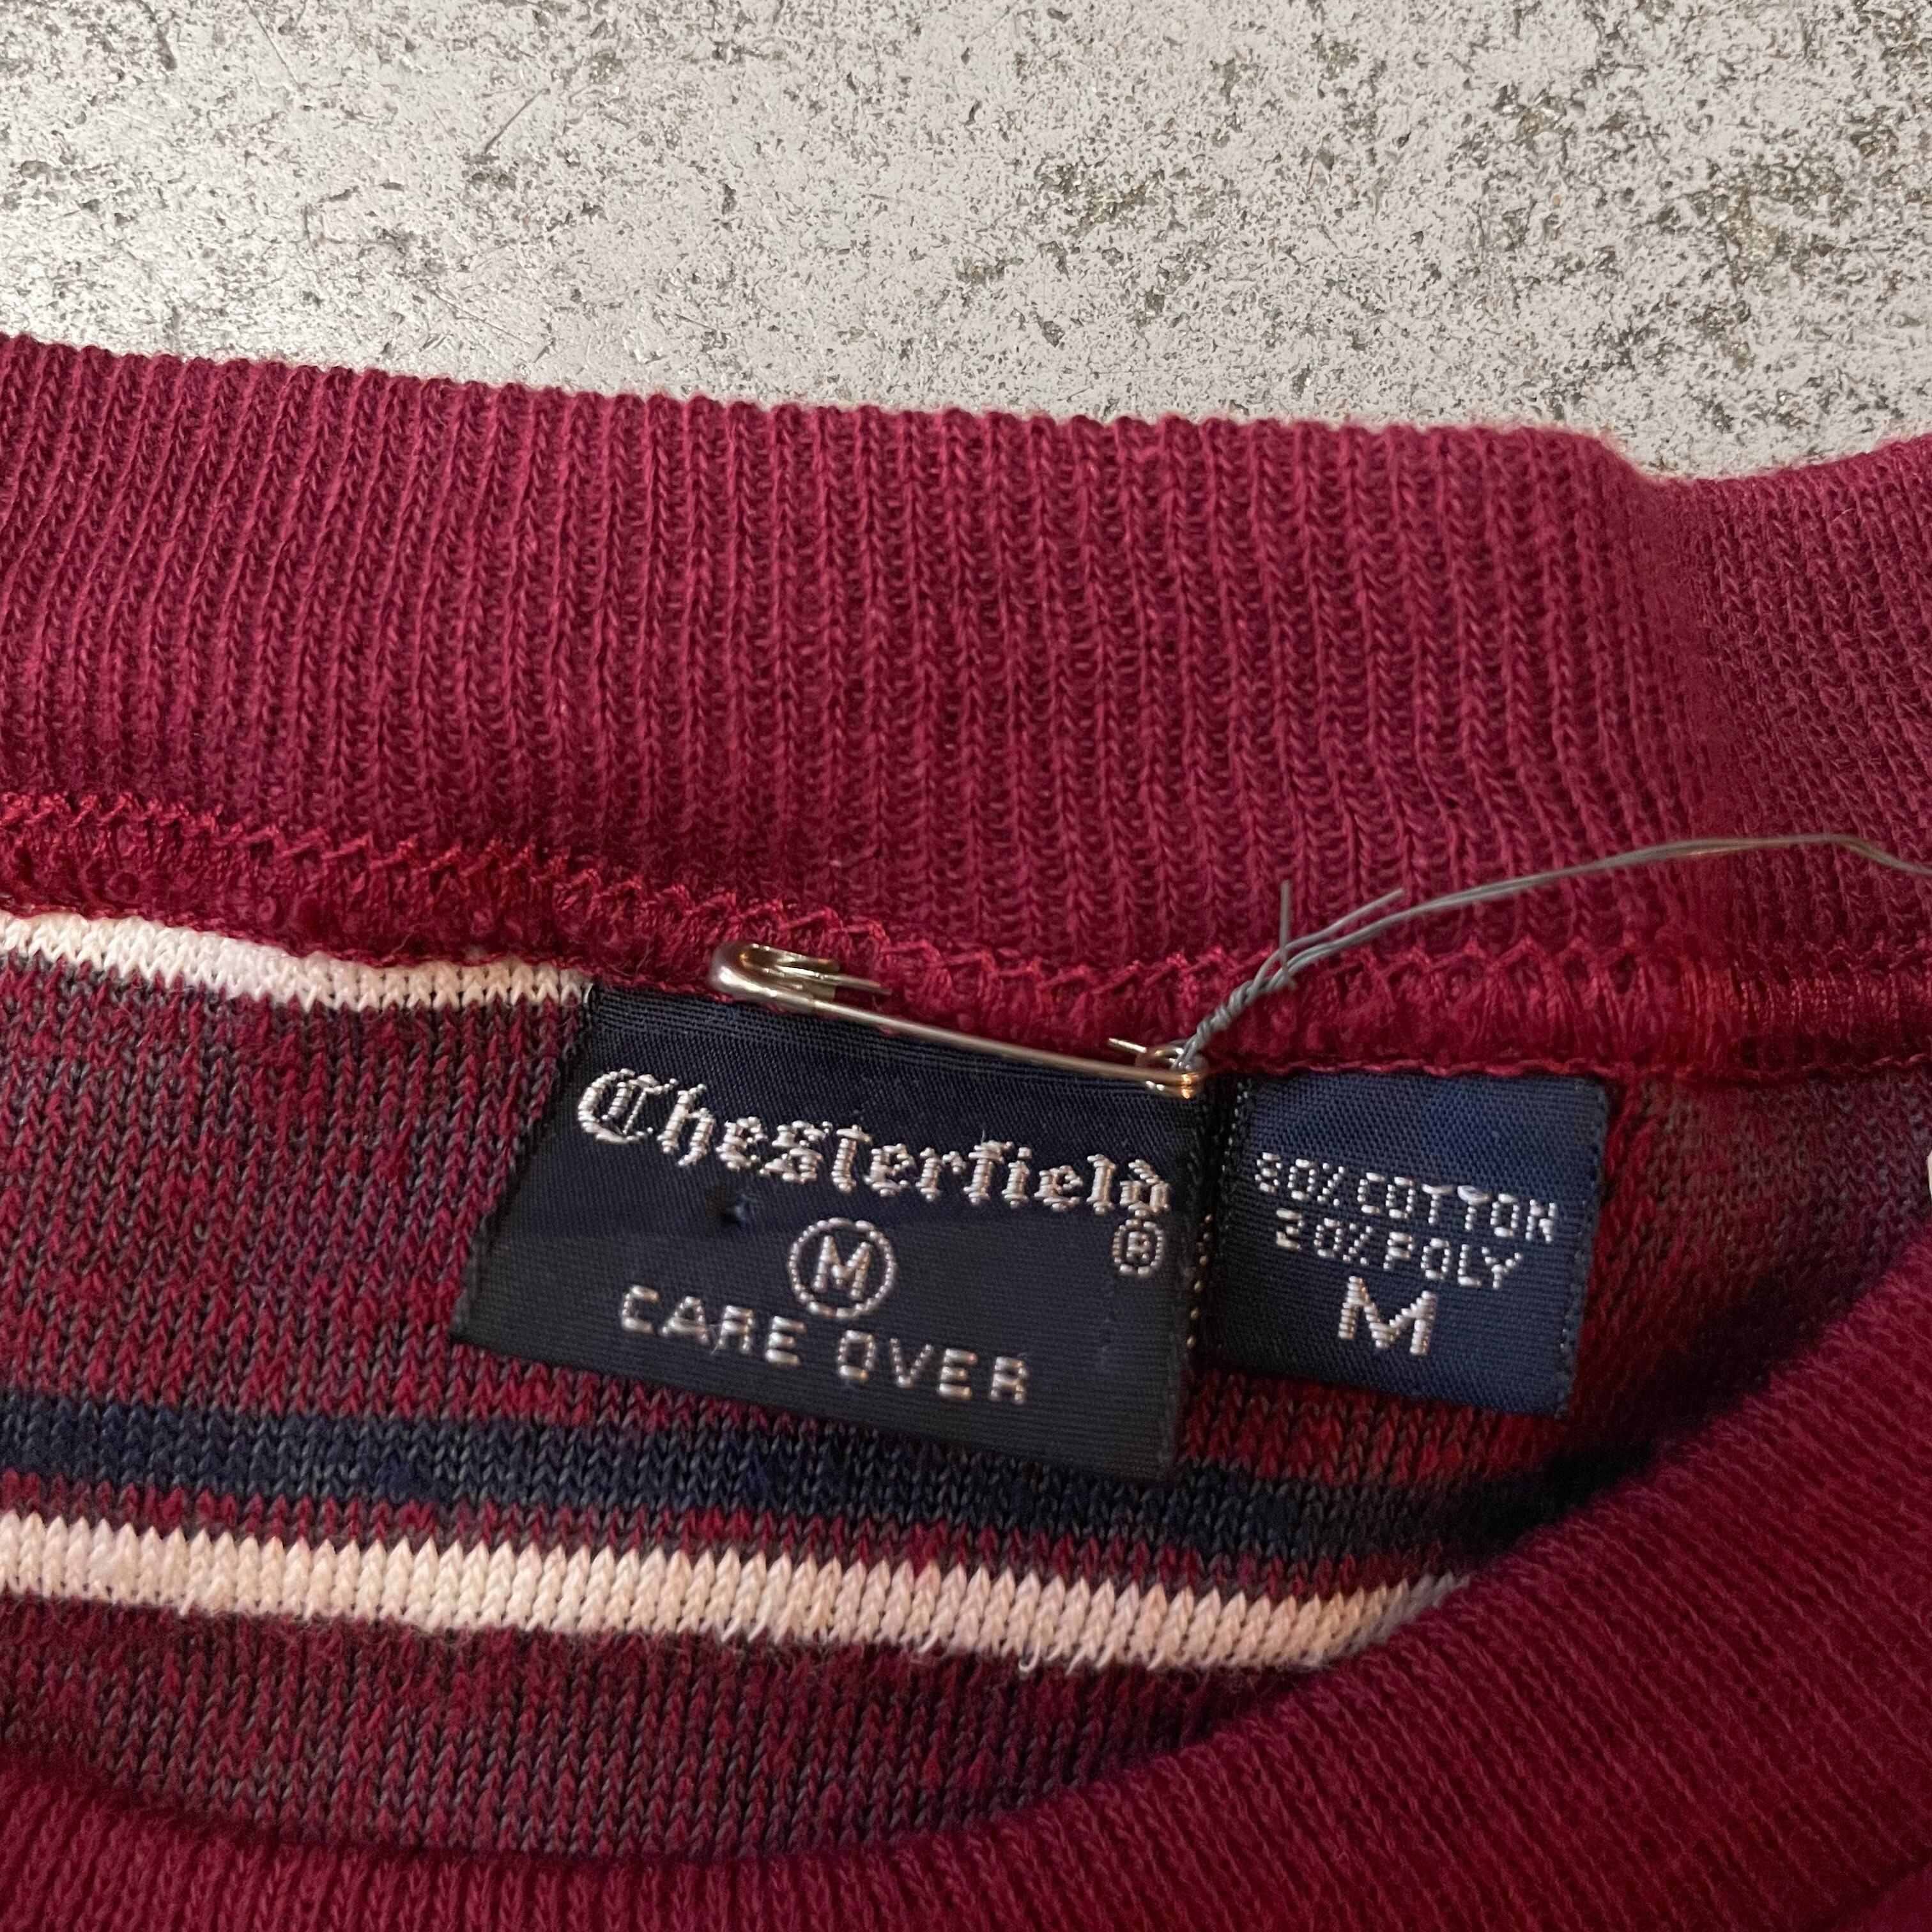 Chesterfield
®
M
CARE OVER
80% COTTON
20% POLY
M